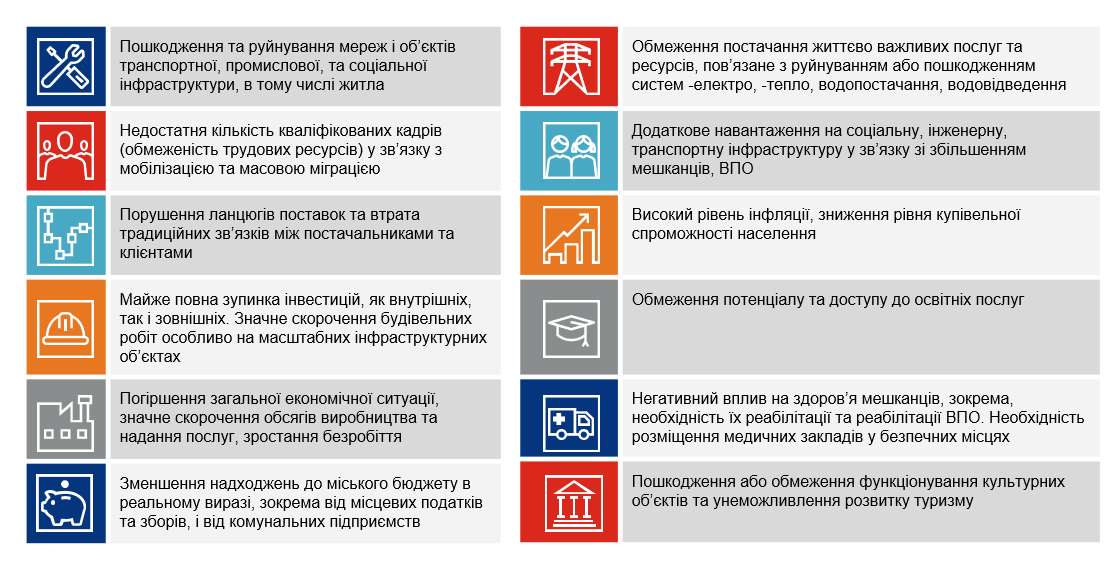 Пошкодження та руйнування мереж і об’єктів
транспортної, промислової, та соціальної
інфраструктури, в тому числі житла
Недостатня кількість кваліфікованих кадрів
(обмеженість трудових ресурсів) у зв’язку з
мобілізацією та масовою міграцією
Порушення ланцюгів поставок та втрата
традиційних зв’язків між постачальниками та
клієнтами
Майже повна зупинка інвестицій, як внутрішніх,
так і зовнішніх. Значне скорочення будівельних
робіт особливо на масштабних інфраструктурних
об’єктах
Погіршення загальної економічної ситуації,
значне скорочення обсягів виробництва та
надання послуг, зростання безробіття
Зменшення надходжень до міського бюджету в
реальному виразі, зокрема від місцевих податків
та зборів, і від комунальних підприємств
Обмеження постачання життєво важливих послуг та
ресурсів, пов’язане з руйнуванням або пошкодженням
систем -електро, -тепло, водопостачання, водовідведення
Додаткове навантаження на соціальну, інженерну,
транспортну інфраструктуру у зв’язку зі збільшенням
мешканців, ВПО
Високий рівень інфляції, зниження рівня купівельної
спроможності населення
Обмеження потенціалу та доступу до освітніх послуг
Негативний вплив на здоров’я мешканців, зокрема,
необхідність їх реабілітації та реабілітації ВПО. Необхідність
розміщення медичних закладів у безпечних місцях
Пошкодження або обмеження функціонування культурних
об’єктів та унеможливлення розвитку туризму